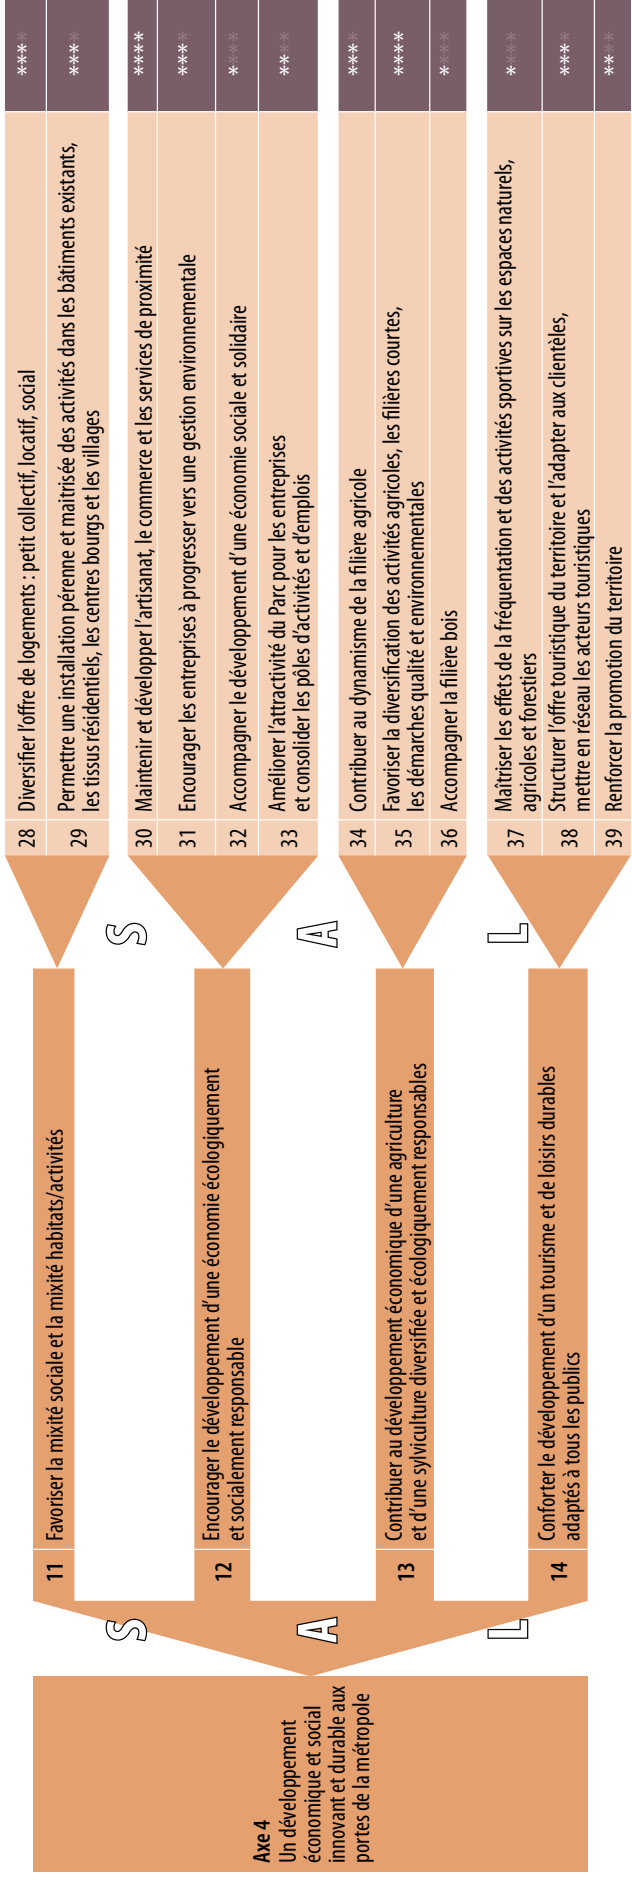 Axe 4
Un développement
économique et social
innovant et durable aux
portes de la métropole
S
A
L
11 Favoriser la mixité sociale et la mixité habitats/activités
12 Encourager le développement d'une économie écologiquement
et socialement responsable
13 Contribuer au développement économique d'une agriculture
et d'une sylviculture diversifiée et écologiquement responsables
14 Conforter le développement d'un tourisme et de loisirs durables
adaptés à tous les publics
S
A
L
28 Diversifier l'offre de logements : petit collectif, locatif, social ***
29 Permettre une installation pérenne et maitrisée des activités dans les bâtiments existants,
les tissus résidentiels, les centres bourgs et les villages ***
30 Maintenir et développer l'artisanat, le commerce et les services de proximité ****
31 Encourager les entreprises à progresser vers une gestion environnementale ***
32 Accompagner le développement d'une économie sociale et solidaire *
33 Améliorer l'attractivité du Parc pour les entreprises
et consolider les pôles d'activités et d'emplois **
34 Contribuer au dynamisme de la filière agricole ***
35 Favoriser la diversification des activités agricoles, les filières courtes,
les démarches qualité et environnementales ****
36 Accompagner la filière bois *
37 Maîtriser les effets de la fréquentation et des activités sportives sur les espaces naturels,
agricoles et forestiers *
38 Structurer l'offre touristique du territoire et l'adapter aux clientèles,
mettre en réseau les acteurs touristiques ***
39 Renforcer la promotion du territoire **